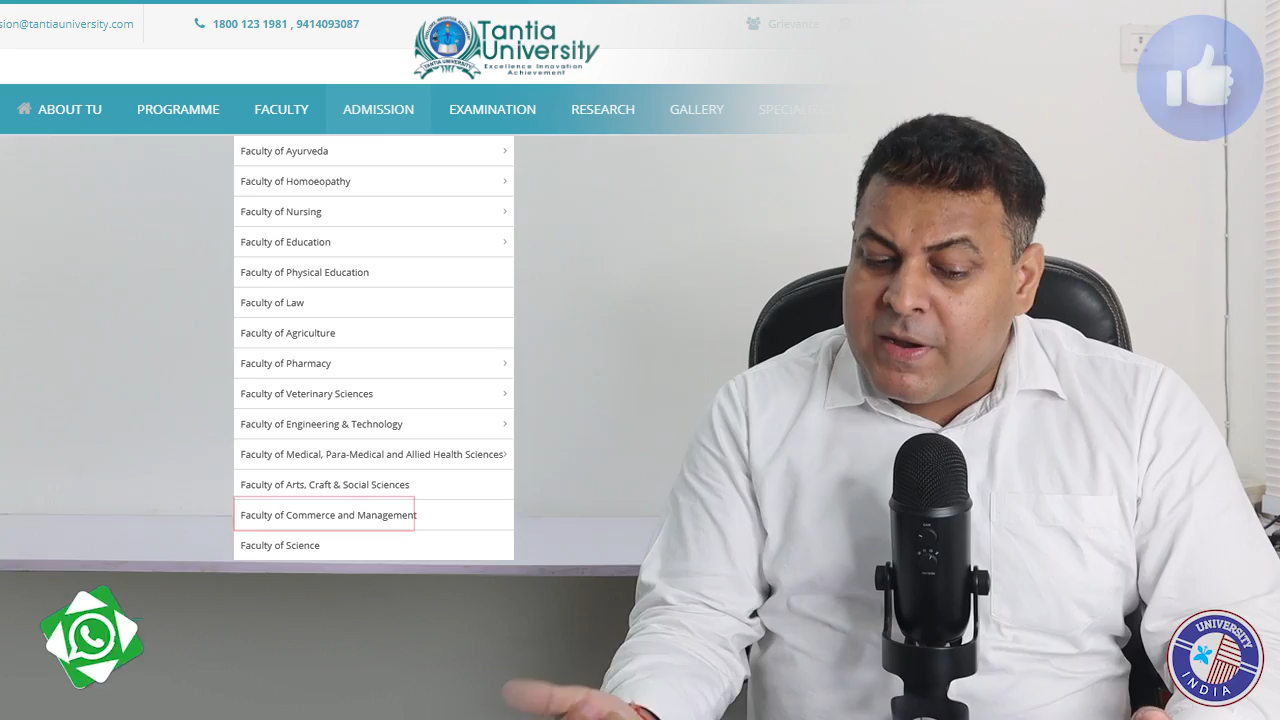 sion@tantiauniversity.com
1800 123 1981 , 9414093087
Tantia
University
Excellence Innovation
Achievement
TANTIA UNIVERSITY
Grievance
ABOUT TU PROGRAMME FACULTY ADMISSION EXAMINATION RESEARCH GALLERY
Faculty of Ayurveda
Faculty of Homoeopathy
Faculty of Nursing
Faculty of Education
Faculty of Physical Education
Faculty of Law
Faculty of Agriculture
Faculty of Pharmacy
Faculty of Veterinary Sciences
Faculty of Engineering & Technology
Faculty of Medical, Para-Medical and Allied Health Sciences
Faculty of Arts, Craft & Social Sciences
Faculty of Commerce and Management
Faculty of Science
UNIVERSITY
INDIA